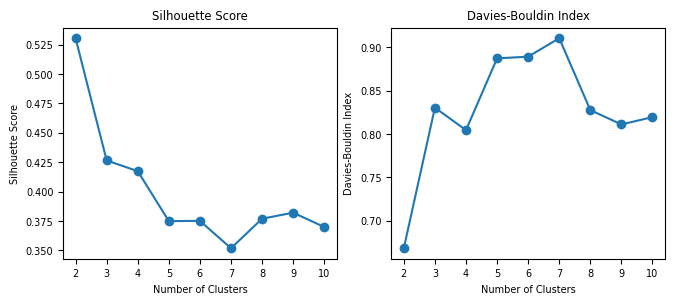 Silhouette Score
Silhouette Score
0.525
0.500
0.475
0.450
0.425
0.400
0.375
0.350
2 3 4 5 6 7 8 9 10
Number of Clusters
Davies-Bouldin Index
Davies-Bouldin Index
0.90
0.85
0.80
0.75
0.70
2 3 4 5 6 7 8 9 10
Number of Clusters